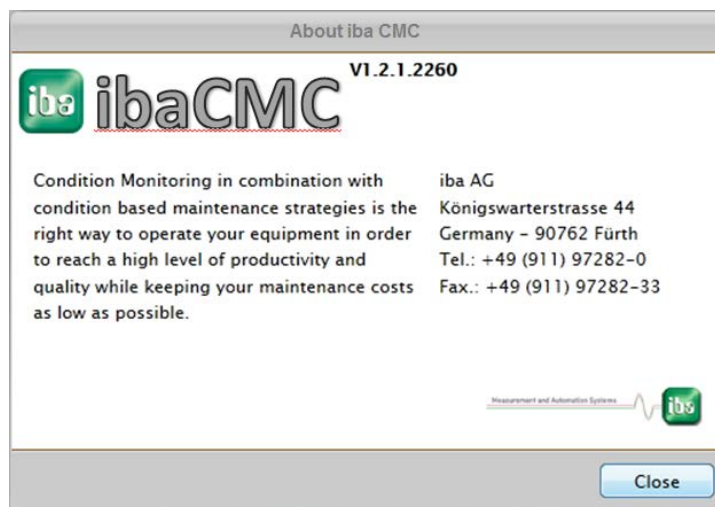 About iba CMC
iba
ibaCMC
V1.2.1.2260
Condition Monitoring in combination with
condition based maintenance strategies is the
right way to operate your equipment in order
to reach a high level of productivity and
quality while keeping your maintenance costs
as low as possible.
iba AG
Königswarterstrasse 44
Germany – 90762 Fürth
Tel.: +49 (911) 97282-0
Fax.: +49 (911) 97282-33
Measurement and Automation Systems
iba
Close